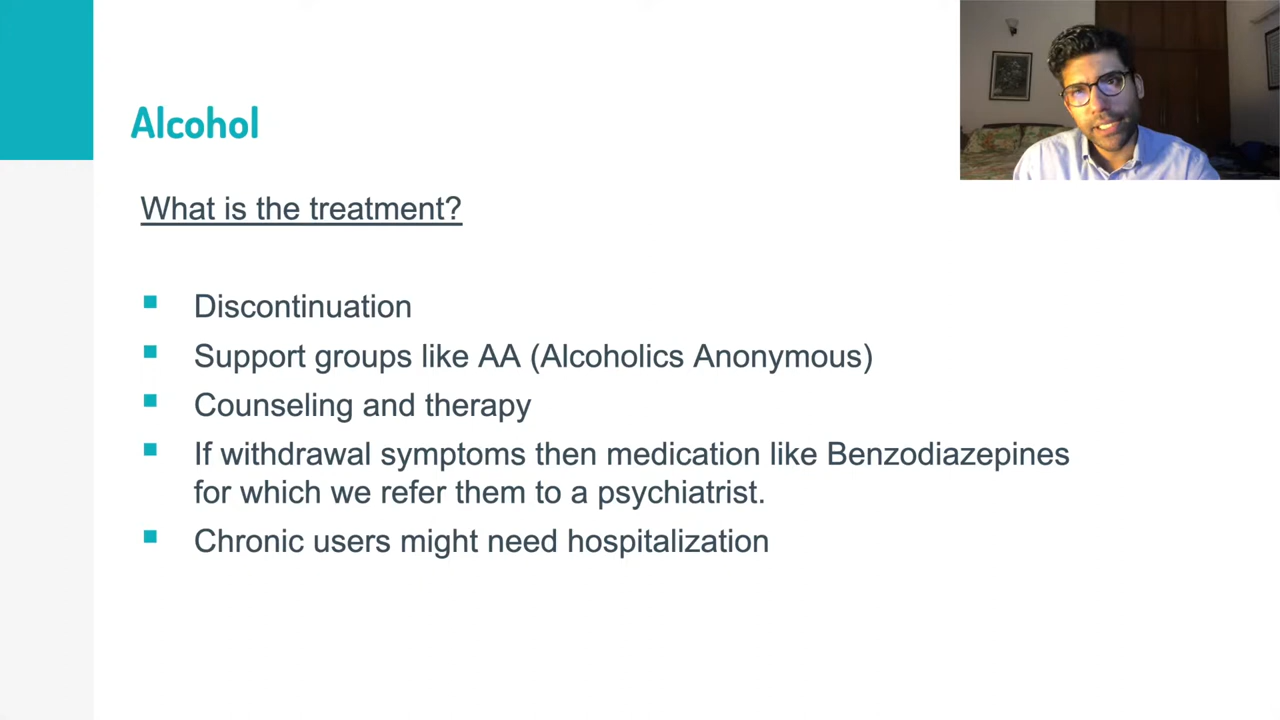 Alcohol
What is the treatment?
Discontinuation
Support groups like AA (Alcoholics Anonymous)
Counseling and therapy
If withdrawal symptoms then medication like Benzodiazepines
for which we refer them to a psychiatrist.
Chronic users might need hospitalization